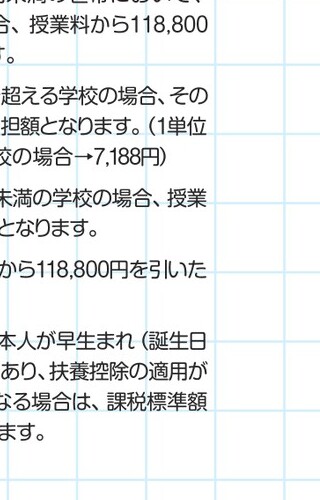 合、授業料から118,800
す。
超える学校の場合、その
担額となります。（1単位
校の場合→7,188円）
未満の学校の場合、授業
となります。
から118,800円を引いた
本人が早生まれ（誕生日
あり、扶養控除の適用が
なる場合は、課税標準額
ます。